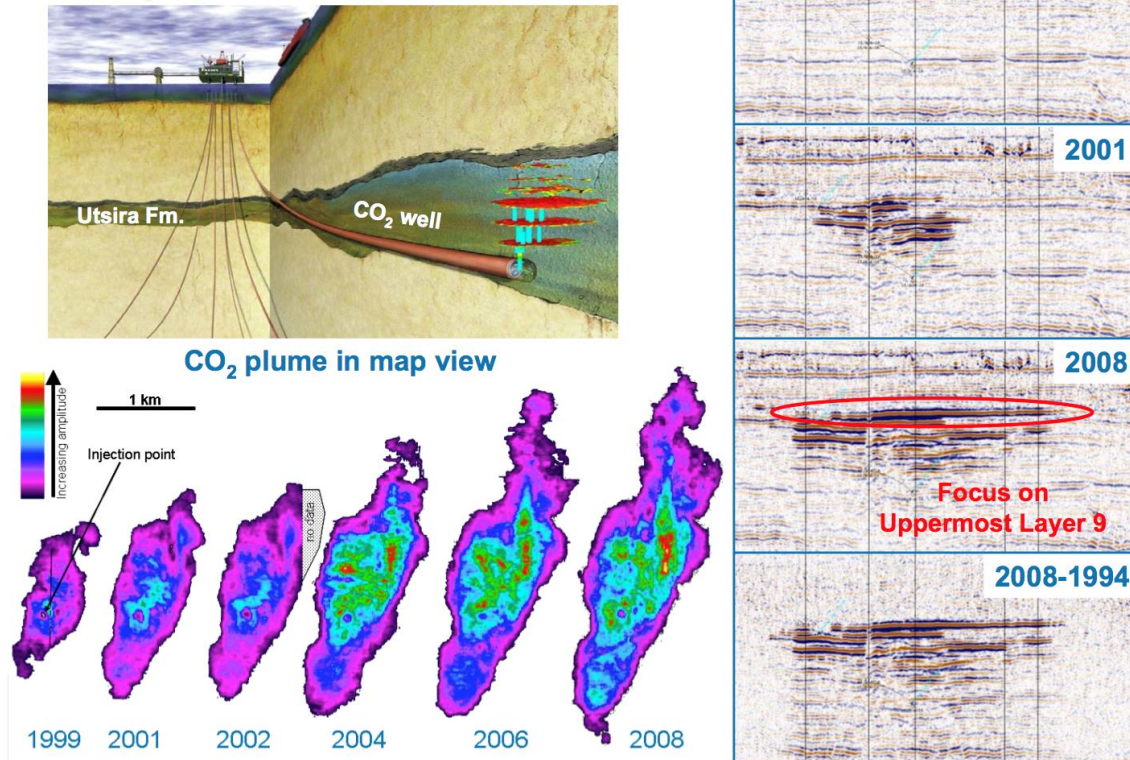 Utsira Fm.
CO₂ well
CO₂ plume in map view
Increasing amplitude
1 km
Injection point
no data
1999
2001
2002
2004
2006
2008
2001
2008
Focus on
Uppermost Layer 9
2008-1994